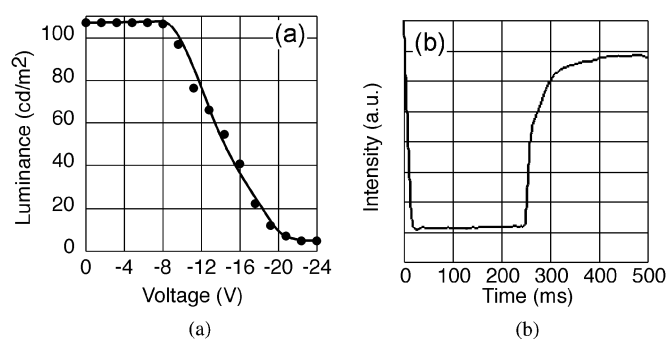 (a)
100
80
60
40
20
0
Luminance (cd/m2)
0 -4 -8 -12 -16 -20 -24
Voltage (V)
(a)
(b)
Intensity (a.u.)
0 100 200 300 400 500
Time (ms)
(b)